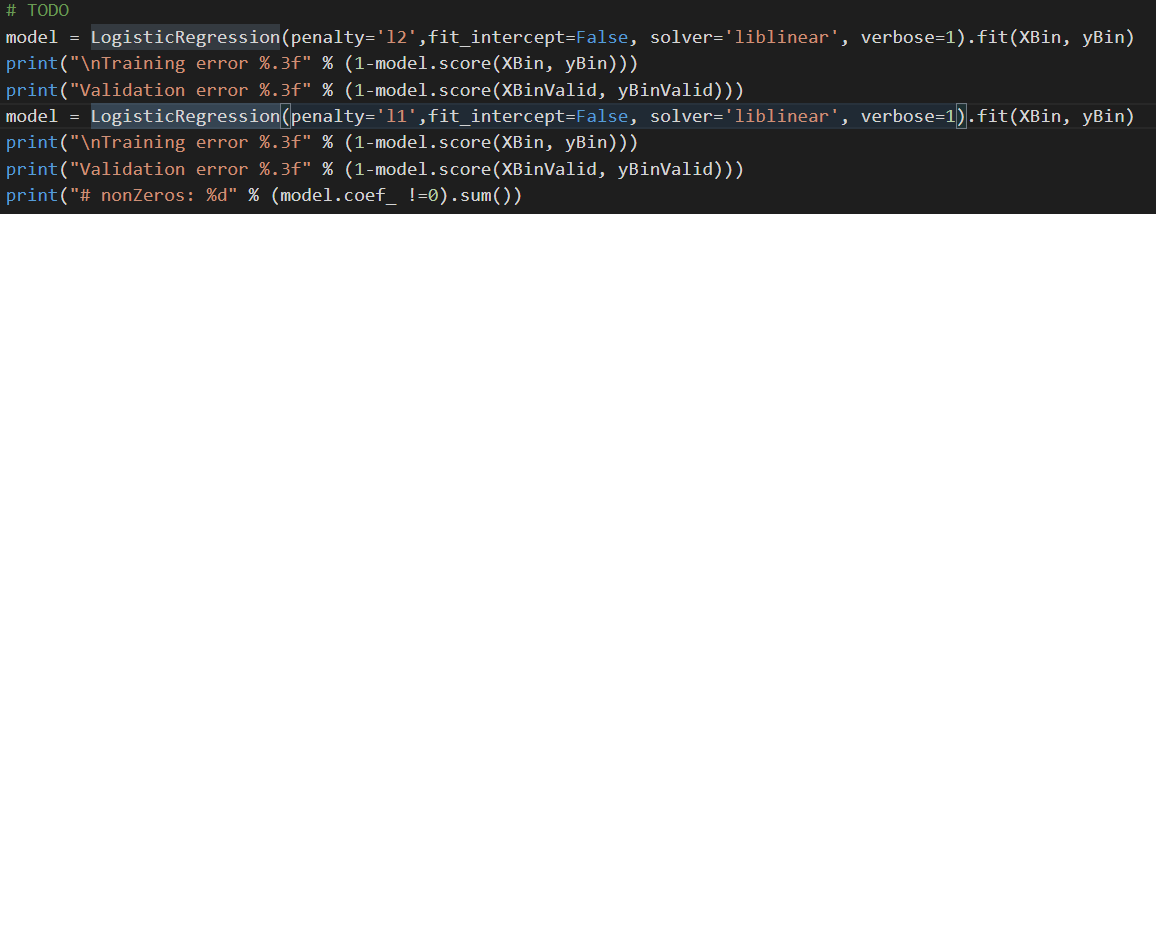 # TODO
model = LogisticRegression(penalty='l2',fit_intercept=False, solver='liblinear', verbose=1).fit(XBin, yBin)
print("\nTraining error %.3f" % (1-model.score(XBin, yBin)))
print("Validation error %.3f" % (1-model.score(XBinValid, yBinValid)))
model = LogisticRegression(penalty='l1',fit_intercept=False, solver='liblinear', verbose=1).fit(XBin, yBin)
print("\nTraining error %.3f" % (1-model.score(XBin, yBin)))
print("Validation error %.3f" % (1-model.score(XBinValid, yBinValid)))
print("# nonZeros: %d" % (model.coef_ !=0).sum())